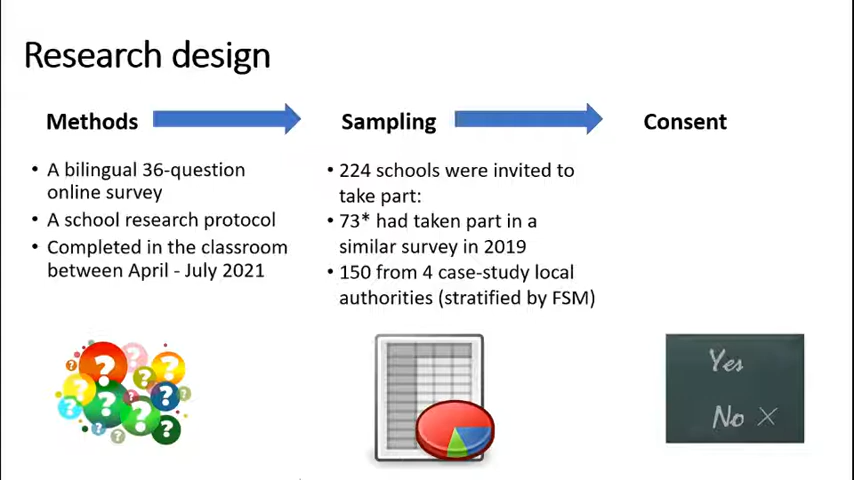 Research design
Methods
• A bilingual 36-question
online survey
• A school research protocol
• Completed in the classroom
between April - July 2021
Sampling
• 224 schools were invited to
take part:
• 73* had taken part in a
similar survey in 2019
• 150 from 4 case-study local
authorities (stratified by FSM)
Consent
? ? ? ? ? ? ? ? ? ?
Yes
No ×